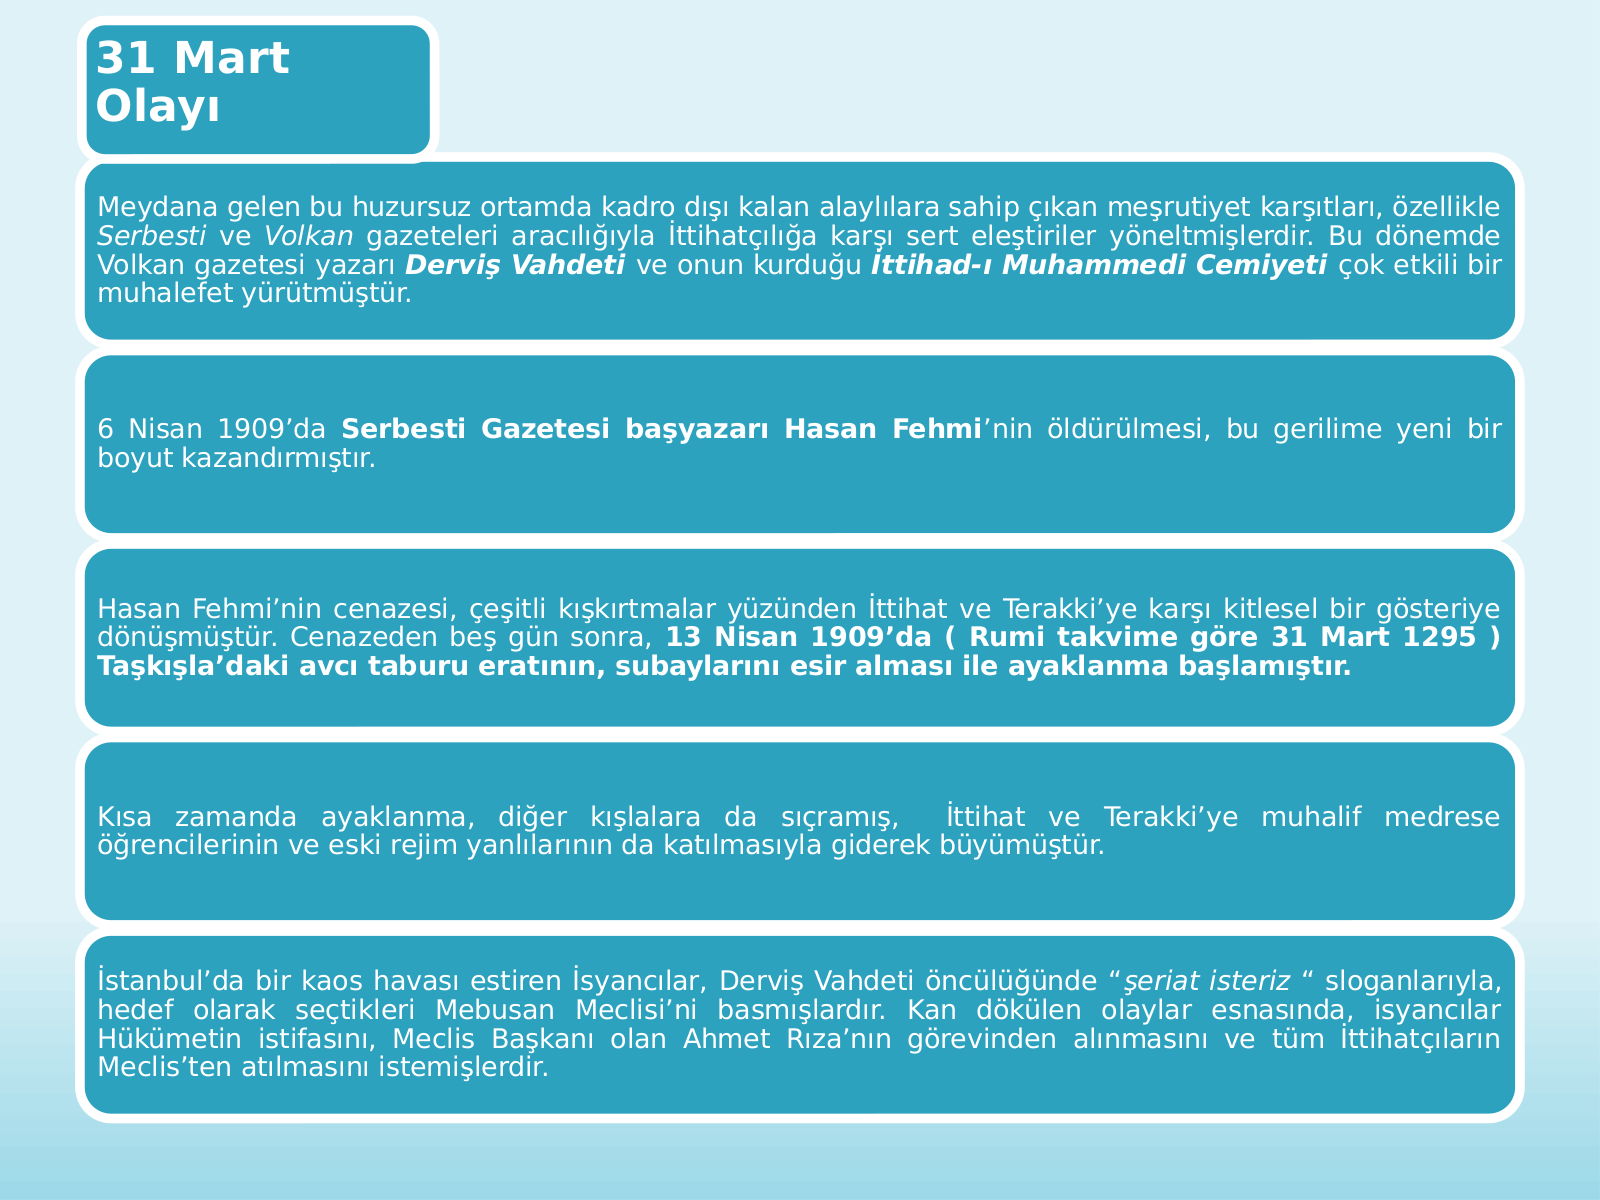 31 Mart
Olayı
Meydana gelen bu huzursuz ortamda kadro dışı kalan alaylılara sahip çıkan meşrutiyet karşıtları, özellikle
Serbesti ve Volkan gazeteleri aracılığıyla İttihatçılığa karşı sert eleştiriler yöneltmişlerdir. Bu dönemde
Volkan gazetesi yazarı Derviş Vahdeti ve onun kurduğu İttihad-ı Muhammedi Cemiyeti çok etkili bir
muhalefet yürütmüştür.
6 Nisan 1909’da Serbesti Gazetesi başyazarı Hasan Fehmi’nin öldürülmesi, bu gerilime yeni bir
boyut kazandırmıştır.
Hasan Fehmi’nin cenazesi, çeşitli kışkırtmalar yüzünden İttihat ve Terakki’ye karşı kitlesel bir gösteriye
dönüşmüştür. Cenazeden beş gün sonra, 13 Nisan 1909’da ( Rumi takvime göre 31 Mart 1295 )
Taşkışla’daki avcı taburu eratının, subaylarını esir alması ile ayaklanma başlamıştır.
Kısa zamanda ayaklanma, diğer kışlalara da sıçramış, İttihat ve Terakki’ye muhalif medrese
öğrencilerinin ve eski rejim yanlılarının da katılmasıyla giderek büyümüştür.
İstanbul’da bir kaos havası estiren İsyancılar, Derviş Vahdeti öncülüğünde “şeriat isteriz “ sloganlarıyla,
hedef olarak seçtikleri Mebusan Meclisi’ni basmışlardır. Kan dökülen olaylar esnasında, isyancılar
Hükümetin istifasını, Meclis Başkanı olan Ahmet Rıza’nın görevinden alınmasını ve tüm İttihatçıların
Meclis’ten atılmasını istemişlerdir.